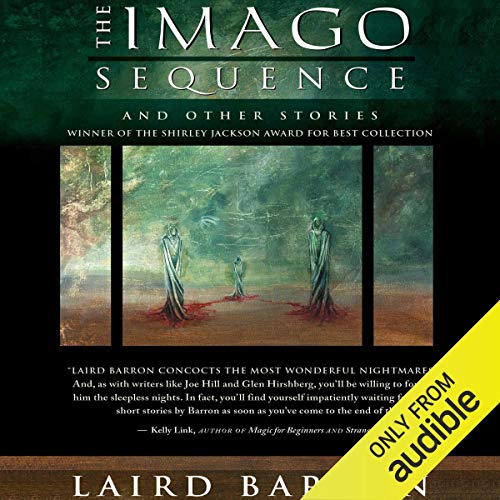 THE IMAGO
SEQUENCE
AND OTHER STORIES
WINNER OF THE SHIRLEY JACKSON AWARD FOR BEST COLLECTION
"LAIRD BARRON CONCOCTS THE MOST WONDERFUL NIGHTMARES
And, as with writers like Joe Hill and Glen Hirshberg, you'll be willing to
him the sleepless nights. In fact, you'll find yourself impatiently waiting
short stories by Barron as soon as you've come to the end of
— Kelly Link, AUTHOR OF Magic for Beginners AND
LAIRD
ONLY FROM
audible